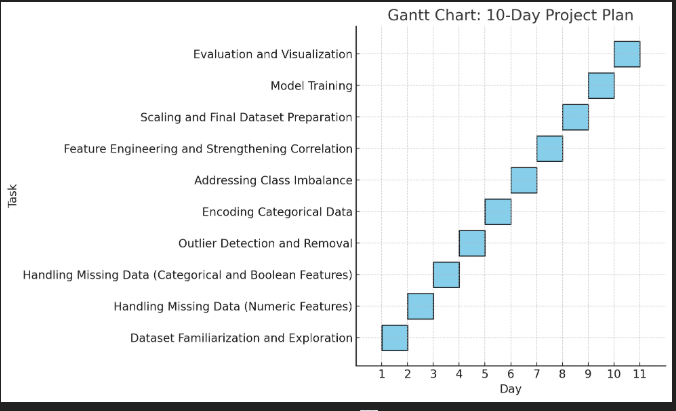 Gantt Chart: 10-Day Project Plan
Evaluation and Visualization
Model Training
Scaling and Final Dataset Preparation
Feature Engineering and Strengthening Correlation
Addressing Class Imbalance
Encoding Categorical Data
Outlier Detection and Removal
Handling Missing Data (Categorical and Boolean Features)
Handling Missing Data (Numeric Features)
Dataset Familiarization and Exploration
Task
1 2 3 4 5 6 7 8 9 10 11
Day